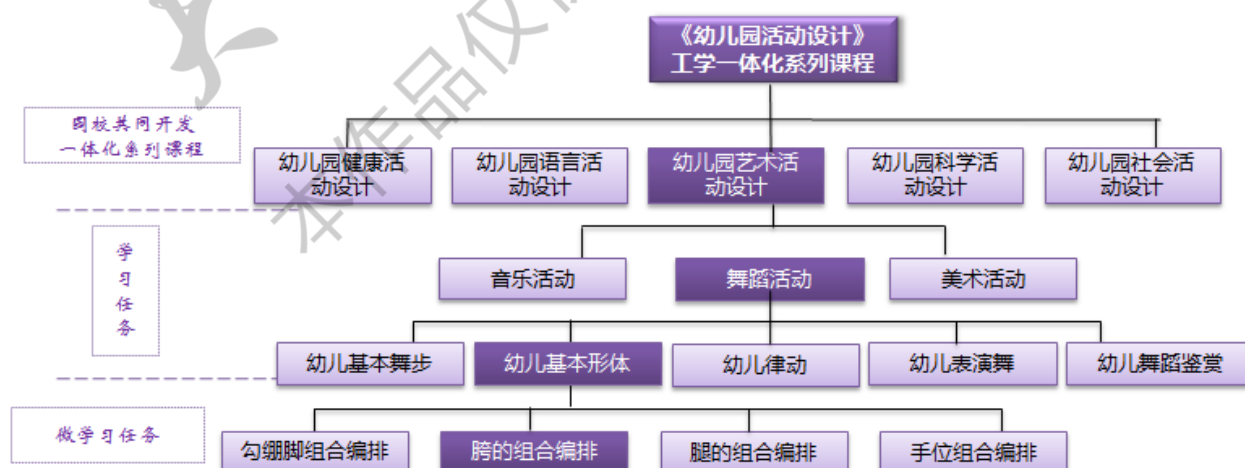 《幼儿园活动设计》
工学一体化系列课程
园校共同开发
一体化系列课程
幼儿园健康活
动设计
幼儿园语言活
动设计
幼儿园艺术活
动设计
幼儿园科学活
动设计
幼儿园社会活
动设计
学
习
任
务
音乐活动
舞蹈活动
美术活动
幼儿基本舞步
幼儿基本形体
幼儿律动
幼儿表演舞
幼儿舞蹈鉴赏
微学习任务
勾绷脚组合编排
胯的组合编排
腿的组合编排
手位组合编排
本作品仅